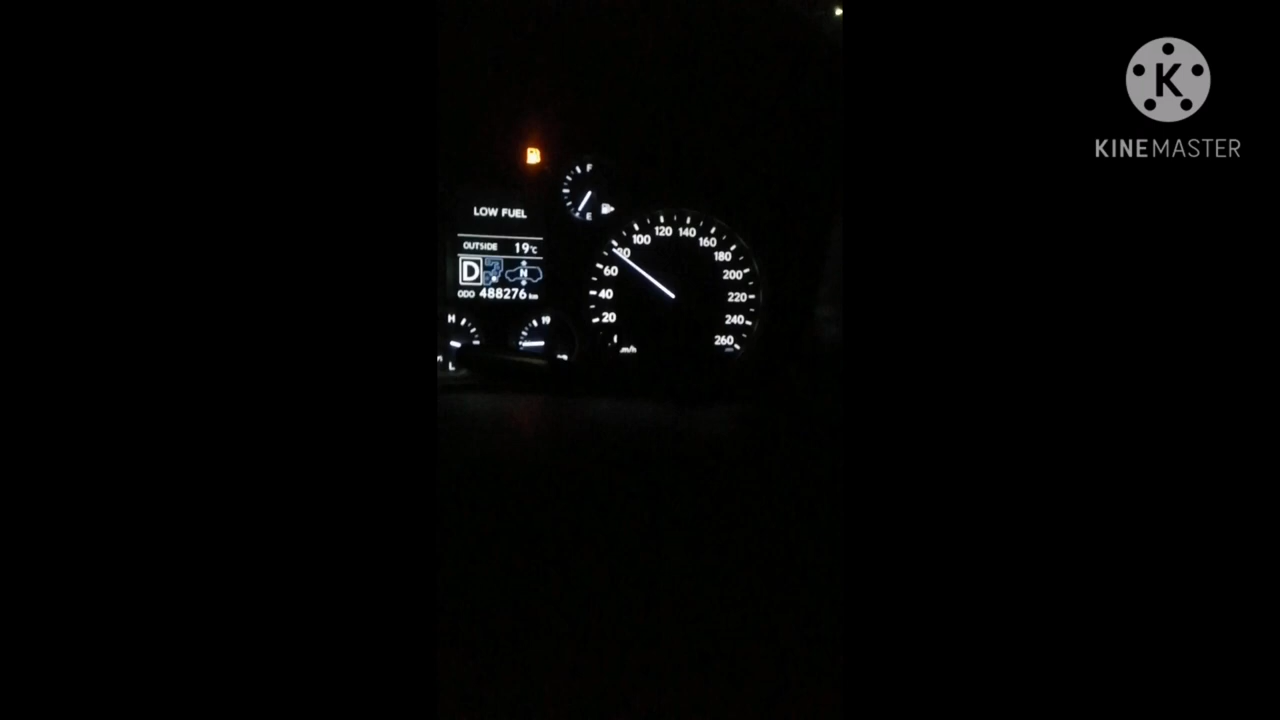 K
KINEMASTER
F
E
LOW FUEL
OUTSIDE 19℃
D N
ODO 488276 km
H
L
19
20
40
60
80
100
120
140
160
180
200
220
240
260